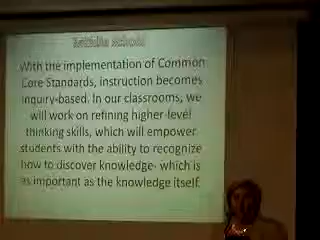 Middle School
With the implementation of Common
Core Standards, instruction becomes
inquiry-based. In our classrooms, we
will work on refining higher-level
thinking skills, which will empower
students with the ability to recognize
how to discover knowledge- which is
as important as the knowledge itself.